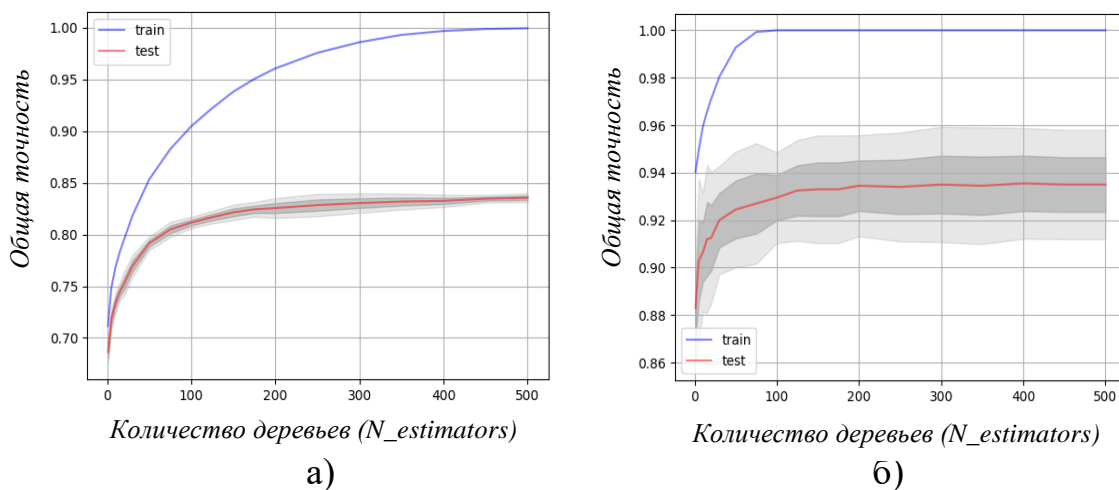 train
test
Общая точность
1.00
0.95
0.90
0.85
0.80
0.75
0.70
0 100 200 300 400 500
Количество деревьев (N_estimators)
а)
train
test
Общая точность
1.00
0.98
0.96
0.94
0.92
0.90
0.88
0.86
0 100 200 300 400 500
Количество деревьев (N_estimators)
б)